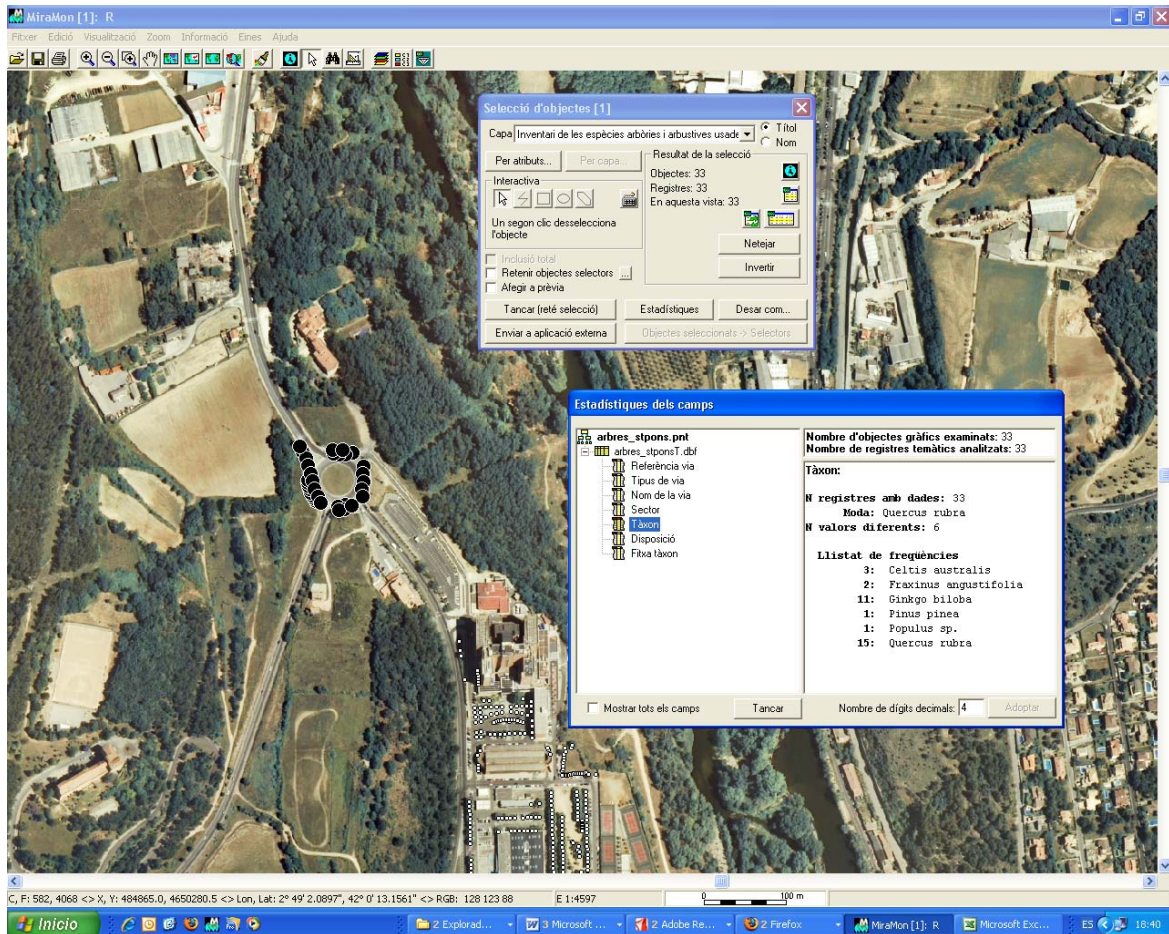 MiraMon [1]: R
Fitxer Edició Visualització Zoom Informació Eines Ajuda
Selecció d'objectes [1]
Capa Inventari de les espècies arbòries i arbustives usade
Títol
Nom
Per atributs... Per capa...
Resultat de la selecció
Objectes: 33
Registres: 33
En aquesta vista: 33
Interactiva
Un segon clic desselecciona
l'objecte
Netejar
Invertir
Inclusió total
Retenir objectes selectors ...
Afegir a prèvia
Tancar (reté selecció) Estadístiques Desar com...
Enviar a aplicació externa Objectes seleccionats -> Selectors
Estadístiques dels camps
arbres_stpons.pnt
arbres_stponsT.dbf
Referència via
Tipus de via
Nom de la via
Sector
Tàxon
Disposició
Fitxa tàxon
Nombre d'objectes gràfics examinats: 33
Nombre de registres temàtics analitzats: 33
Tàxon:
N registres amb dades: 33
Moda: Quercus rubra
N valors diferents: 6
Llistat de freqüències
3: Celtis australis
2: Fraxinus angustifolia
11: Ginkgo biloba
1: Pinus pinea
1: Populus sp.
15: Quercus rubra
Mostrar tots els camps Tancar Nombre de dígits decimals: 4 Adoptar
C, F: 582, 4068 <> X, Y: 484865.0, 4650280.5 <> Lon, Lat: 2° 49' 2.0897", 42° 0' 13.1561" <> RGB: 128 123 88 E 1:4597 0 100 m
Inicio 2 Explorad... 3 Microsoft ... 2 Adobe Re... 2 Firefox MiraMon [1]: R Microsoft Exc... ES 18:40